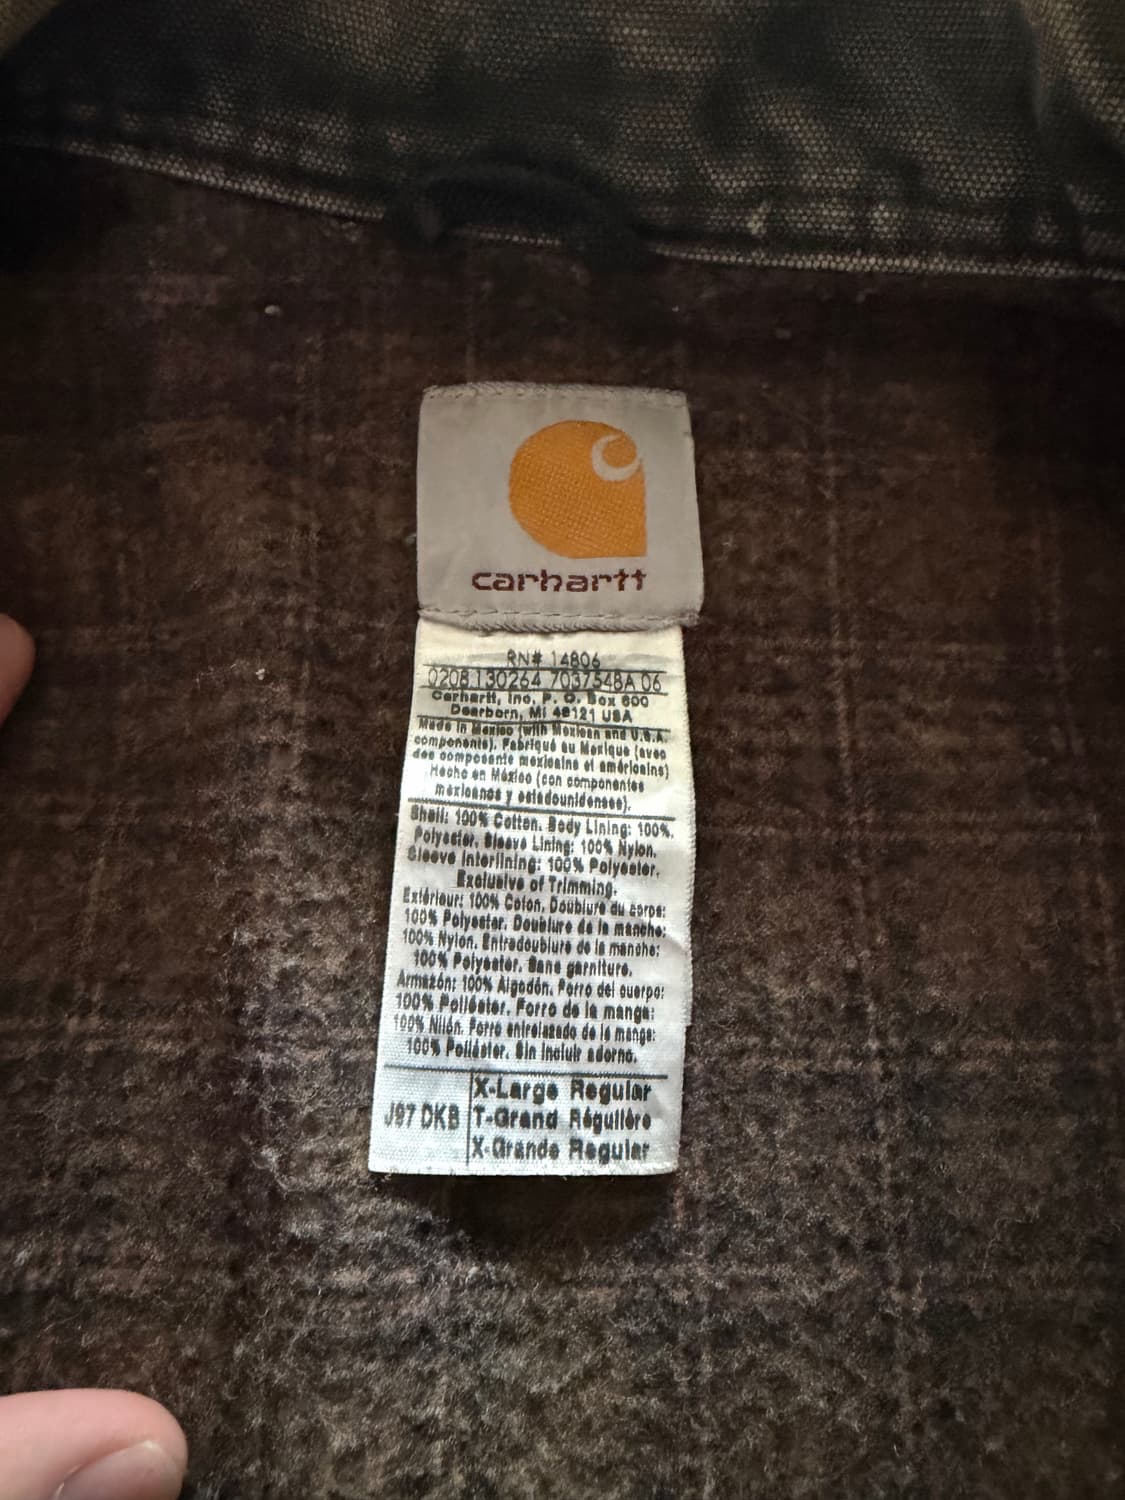 carhartt
RN# 14806
0208 130264 7037548A 06
Carhartt, Inc, P. O. Box 600
Dearborn, MI 48121 USA
Made in Mexico (with Mexican and U.S.A.
components). Fabriqué au Mexique (avec
des composante mexicains et américains)
Hecho en México (con componentes
mexicanos y estadounidenses).
Shell: 100% Cotton. Body Lining: 100%.
Polyester. Sleeve Lining: 100% Nylon.
Sleeve Interlining: 100% Polyester.
Exclusive of Trimming.
Extérieur: 100% Coton. Doublure du corps:
100% Polyester. Doublure de la manche:
100% Nylon. Entredoublure de la manche:
100% Polyester. Sans garniture.
Armazón: 100% Algodón. Forro del cuerpo:
100% Poliéster. Forro de la manga:
100% Nilón. Forro entrelazado de la manga:
100% Poliéster. Sin incluir adorno.
J97 DKB
X-Large Regular
T-Grand Régulière
X-Grande Regular